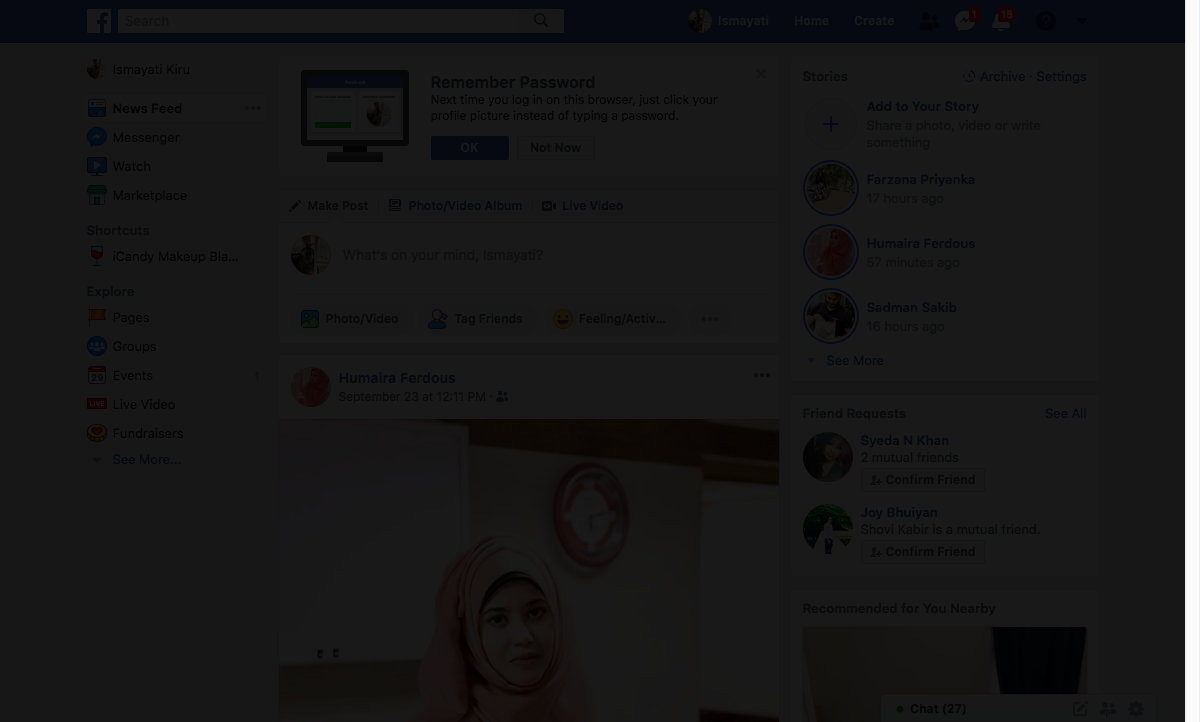 Search
Ismayati
Home
Create
1
15
Ismayati Kiru
News Feed
Messenger
Watch
Marketplace
Shortcuts
iCandy Makeup Bla...
Explore
Pages
Groups
29
Events
LIVE
Live Video
Fundraisers
See More...
Remember Password
Next time you log in on this browser, just click your
profile picture instead of typing a password.
OK
Not Now
Make Post
Photo/Video Album
Live Video
What's on your mind, Ismayati?
Photo/Video
Tag Friends
Feeling/Activ...
Humaira Ferdous
September 23 at 12:11 PM ·
Stories
Archive · Settings
Add to Your Story
Share a photo, video or write
something
Farzana Priyanka
17 hours ago
Humaira Ferdous
57 minutes ago
Sadman Sakib
16 hours ago
See More
Friend Requests
See All
Syeda N Khan
2 mutual friends
Confirm Friend
Joy Bhuiyan
Shovi Kabir is a mutual friend.
Confirm Friend
Recommended for You Nearby
Chat (27)